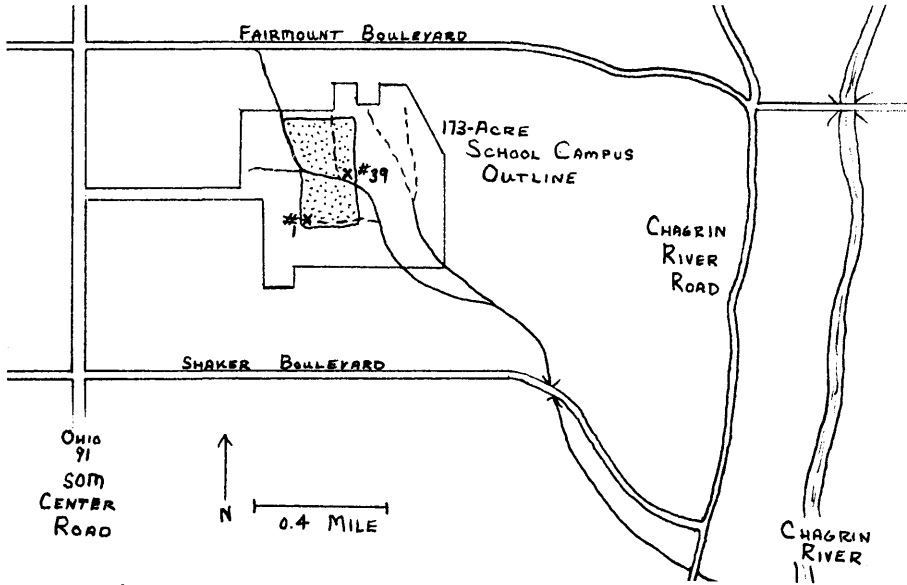 FAIRMOUNT BOULEVARD
173-ACRE
SCHOOL CAMPUS
OUTLINE
#39
#1
CHAGRIN
RIVER
ROAD
SHAKER BOULEVARD
OHIO
91
SOM
CENTER
ROAD
N
0.4 MILE
CHAGRIN
RIVER